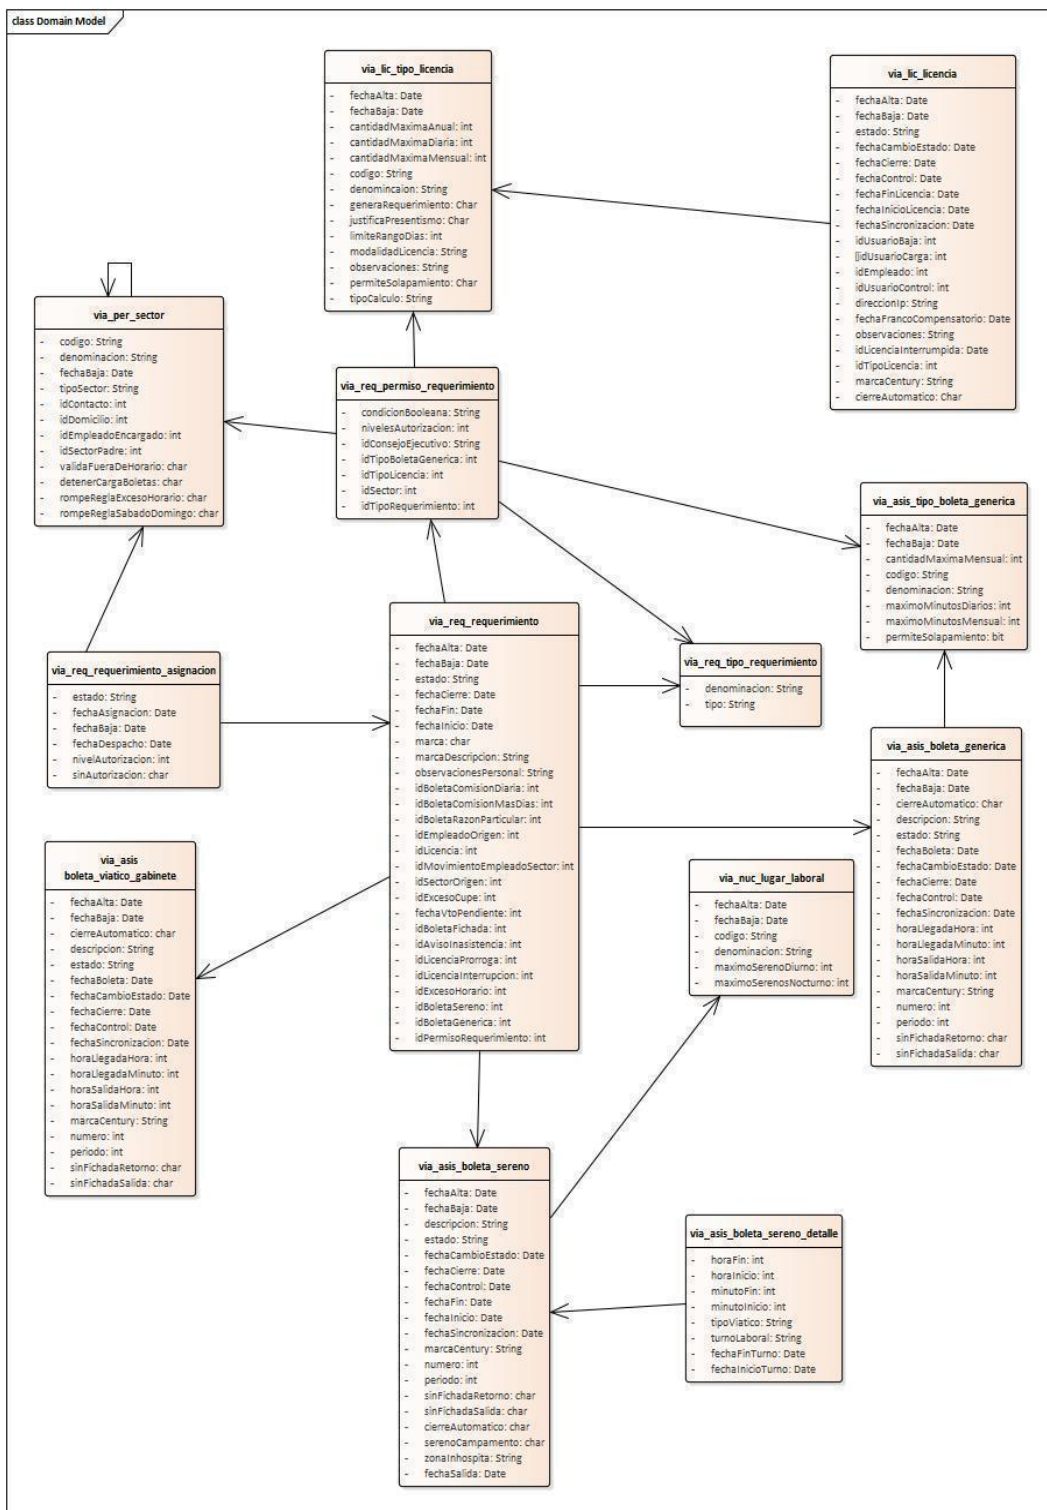 class Domain Model
via_lic_tipo_licencia
- fechaAlta: Date
- fechaBaja: Date
- cantidadMaximaAnual: int
- cantidadMaximaDiaria: int
- cantidadMaximaMensual: int
- codigo: String
- denomincaion: String
- generaRequerimiento: Char
- justificaPresentismo: Char
- limiteRangoDias: int
- modalidadLicencia: String
- observaciones: String
- permiteSolapamiento: Char
- tipoCalculo: String
via_lic_licencia
- fechaAlta: Date
- fechaBaja: Date
- estado: String
- fechaCambioEstado: Date
- fechaCierre: Date
- fechaControl: Date
- fechaFinLicencia: Date
- fechaInicioLicencia: Date
- fechaSincronizacion: Date
- idUsuarioBaja: int
- [idUsuarioCarga: int
- idEmpleado: int
- idUsuarioControl: int
- direccionIp: String
- fechaFrancoCompensatorio: Date
- observaciones: String
- idLicenciaInterrumpida: Date
- idTipoLicencia: int
- marcaCentury: String
- cierreAutomatico: Char
via_per_sector
- codigo: String
- denominacion: String
- fechaBaja: Date
- tipoSector: String
- idContacto: int
- idDomicilio: int
- idEmpleadoEncargado: int
- idSectorPadre: int
- validaFueraDeHorario: char
- detenerCargaBoletas: char
- rompeReglaExcesoHorario: char
- rompeReglaSabadoDomingo: char
via_req_permiso_requerimiento
- condicionBooleana: String
- nivelesAutorizacion: int
- idConsejoEjecutivo: String
- idTipoBoletaGenerica: int
- idTipoLicencia: int
- idSector: int
- idTipoRequerimiento: int
via_asis_tipo_boleta_generica
- fechaAlta: Date
- fechaBaja: Date
- cantidadMaximaMensual: int
- codigo: String
- denominacion: String
- maximoMinutosDiarios: int
- maximoMinutosMensual: int
- permiteSolapamiento: bit
via_req_requerimiento_asignacion
- estado: String
- fechaAsignacion: Date
- fechaBaja: Date
- fechaDespacho: Date
- nivelAutorizacion: int
- sinAutorizacion: char
via_req_requerimiento
- fechaAlta: Date
- fechaBaja: Date
- estado: String
- fechaCierre: Date
- fechaFin: Date
- fechaInicio: Date
- marca: char
- marcaDescripcion: String
- observacionesPersonal: String
- idBoletaComisionDiaria: int
- idBoletaComisionMasDias: int
- idBoletaRazonParticular: int
- idEmpleadoOrigen: int
- idLicencia: int
- idMovimientoEmpleadoSector: int
- idSectorOrigen: int
- idExcesoCupe: int
- fechaVtoPendiente: int
- idBoletaFichada: int
- idAvisoInasistencia: int
- idLicenciaProrroga: int
- idLicenciaInterrupcion: int
- idExcesoHorario: int
- idBoletaSereno: int
- idBoletaGenerica: int
- idPermisoRequerimiento: int
via_req_tipo_requerimiento
- denominacion: String
- tipo: String
via_asis_boleta_generica
- fechaAlta: Date
- fechaBaja: Date
- cierreAutomatico: Char
- descripcion: String
- estado: String
- fechaBoleta: Date
- fechaCambioEstado: Date
- fechaCierre: Date
- fechaControl: Date
- fechaSincronizacion: Date
- horaLlegadaHora: int
- horaLlegadaMinuto: int
- horaSalidaHora: int
- horaSalidaMinuto: int
- marcaCentury: String
- numero: int
- periodo: int
- sinFichadaRetorno: char
- sinFichadaSalida: char
via_asis
boleta_viatico_gabinete
- fechaAlta: Date
- fechaBaja: Date
- cierreAutomatico: char
- descripcion: String
- estado: String
- fechaBoleta: Date
- fechaCambioEstado: Date
- fechaCierre: Date
- fechaControl: Date
- fechaSincronizacion: Date
- horaLlegadaHora: int
- horaLlegadaMinuto: int
- horaSalidaHora: int
- horaSalidaMinuto: int
- marcaCentury: String
- numero: int
- periodo: int
- sinFichadaRetorno: char
- sinFichadaSalida: char
via_nuc_lugar_laboral
- fechaAlta: Date
- fechaBaja: Date
- codigo: String
- denominacion: String
- maximoSerenoDiurno: int
- maximoSerenosNocturno: int
via_asis_boleta_sereno
- fechaAlta: Date
- fechaBaja: Date
- descripcion: String
- estado: String
- fechaCambioEstado: Date
- fechaCierre: Date
- fechaControl: Date
- fechaFin: Date
- fechaInicio: Date
- fechaSincronizacion: Date
- marcaCentury: String
- numero: int
- periodo: int
- sinFichadaRetorno: char
- sinFichadaSalida: char
- cierreAutomatico: char
- serenoCampamento: char
- zonaInhospita: String
- fechaSalida: Date
via_asis_boleta_sereno_detalle
- horaFin: int
- horaInicio: int
- minutoFin: int
- minutoInicio: int
- tipoViatico: String
- turnoLaboral: String
- fechaFinTurno: Date
- fechaInicioTurno: Date